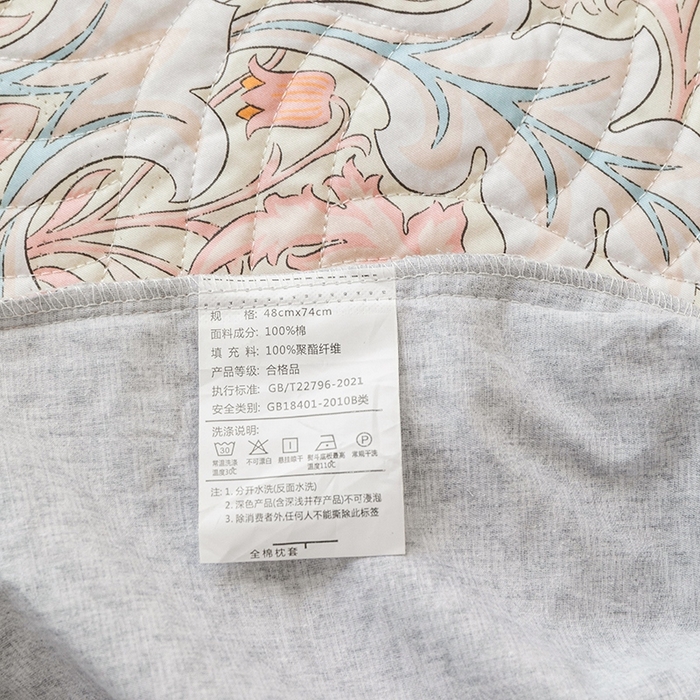 规 格: 48cmx74cm
面料成分: 100%棉
填 充 料: 100%聚酯纤维
产品等级: 合格品
执行标准: GB/T22796-2021
安全类别: GB18401-2010B类
洗涤说明:
30 P
常温洗涤 不可漂白 悬挂晾干 熨斗底板最高 常规干洗
温度30℃ 温度110℃
注: 1. 分开水洗(反面水洗)
2. 深色产品(含深浅并存产品)不可浸泡
3. 除消费者外,任何人不能撕除此标签
全棉枕套